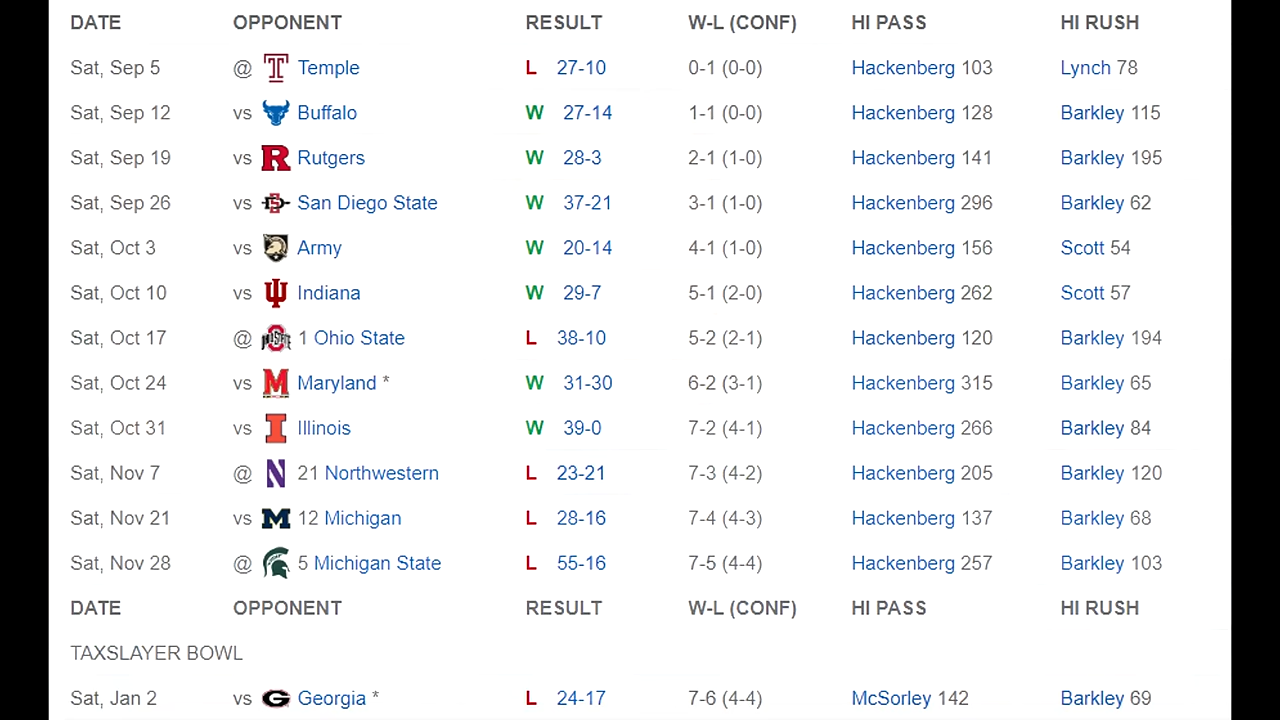 DATE OPPONENT RESULT W-L (CONF) HI PASS HI RUSH
Sat, Sep 5 @ Temple L 27-10 0-1 (0-0) Hackenberg 103 Lynch 78
Sat, Sep 12 vs Buffalo W 27-14 1-1 (0-0) Hackenberg 128 Barkley 115
Sat, Sep 19 vs Rutgers W 28-3 2-1 (1-0) Hackenberg 141 Barkley 195
Sat, Sep 26 vs San Diego State W 37-21 3-1 (1-0) Hackenberg 296 Barkley 62
Sat, Oct 3 vs Army W 20-14 4-1 (1-0) Hackenberg 156 Scott 54
Sat, Oct 10 vs Indiana W 29-7 5-1 (2-0) Hackenberg 262 Scott 57
Sat, Oct 17 @ 1 Ohio State L 38-10 5-2 (2-1) Hackenberg 120 Barkley 194
Sat, Oct 24 vs Maryland * W 31-30 6-2 (3-1) Hackenberg 315 Barkley 65
Sat, Oct 31 vs Illinois W 39-0 7-2 (4-1) Hackenberg 266 Barkley 84
Sat, Nov 7 @ 21 Northwestern L 23-21 7-3 (4-2) Hackenberg 205 Barkley 120
Sat, Nov 21 vs 12 Michigan L 28-16 7-4 (4-3) Hackenberg 137 Barkley 68
Sat, Nov 28 @ 5 Michigan State L 55-16 7-5 (4-4) Hackenberg 257 Barkley 103
DATE OPPONENT RESULT W-L (CONF) HI PASS HI RUSH
TAXSLAYER BOWL
Sat, Jan 2 vs Georgia * L 24-17 7-6 (4-4) McSorley 142 Barkley 69